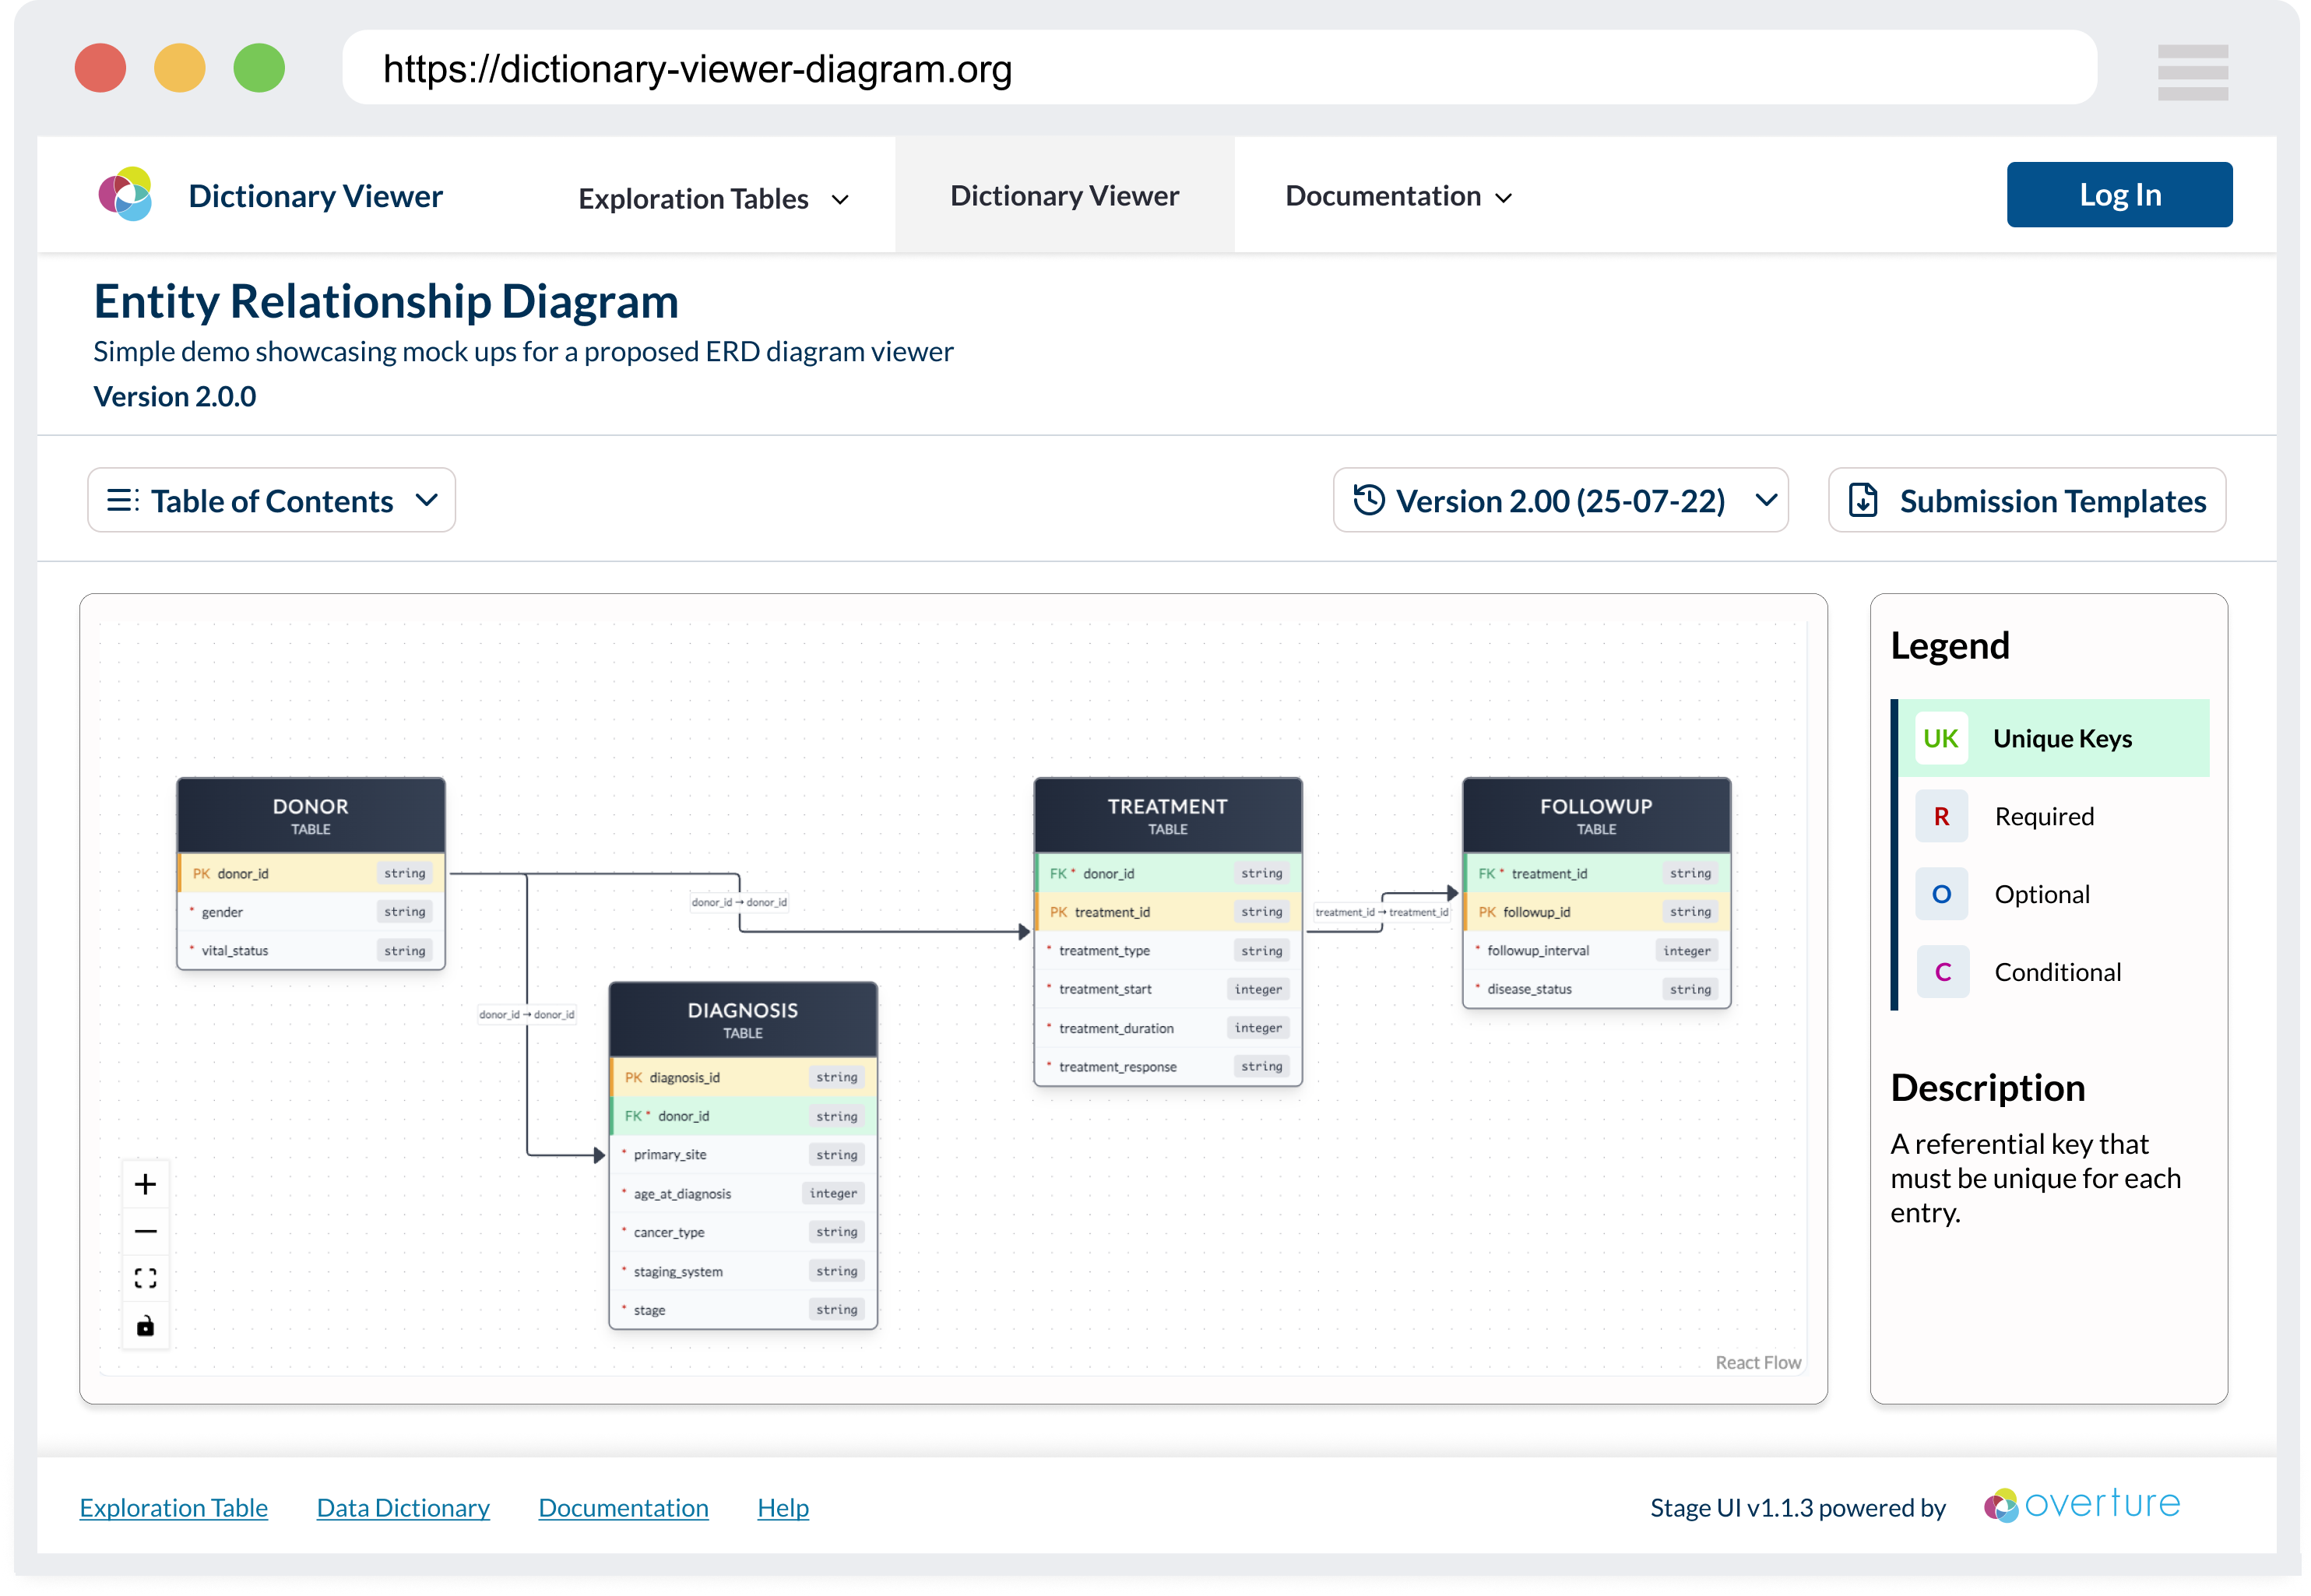 https://dictionary-viewer-diagram.org
Dictionary Viewer
Exploration Tables
Dictionary Viewer
Documentation
Log In
Entity Relationship Diagram
Simple demo showcasing mock ups for a proposed ERD diagram viewer
Version 2.0.0
Table of Contents
Version 2.00 (25-07-22)
Submission Templates
DONOR
TABLE
PK donor_id string
* gender string
* vital_status string
donor_id → donor_id
donor_id → donor_id
DIAGNOSIS
TABLE
PK diagnosis_id string
FK * donor_id string
* primary_site string
* age_at_diagnosis integer
* cancer_type string
* staging_system string
* stage string
TREATMENT
TABLE
FK * donor_id string
PK treatment_id string
* treatment_type string
* treatment_start integer
* treatment_duration integer
* treatment_response string
treatment_id → treatment_id
FOLLOWUP
TABLE
FK * treatment_id string
PK followup_id string
* followup_interval integer
* disease_status string
React Flow
Legend
UK Unique Keys
R Required
O Optional
C Conditional
Description
A referential key that
must be unique for each
entry.
Exploration Table
Data Dictionary
Documentation
Help
Stage UI v1.1.3 powered by
overture